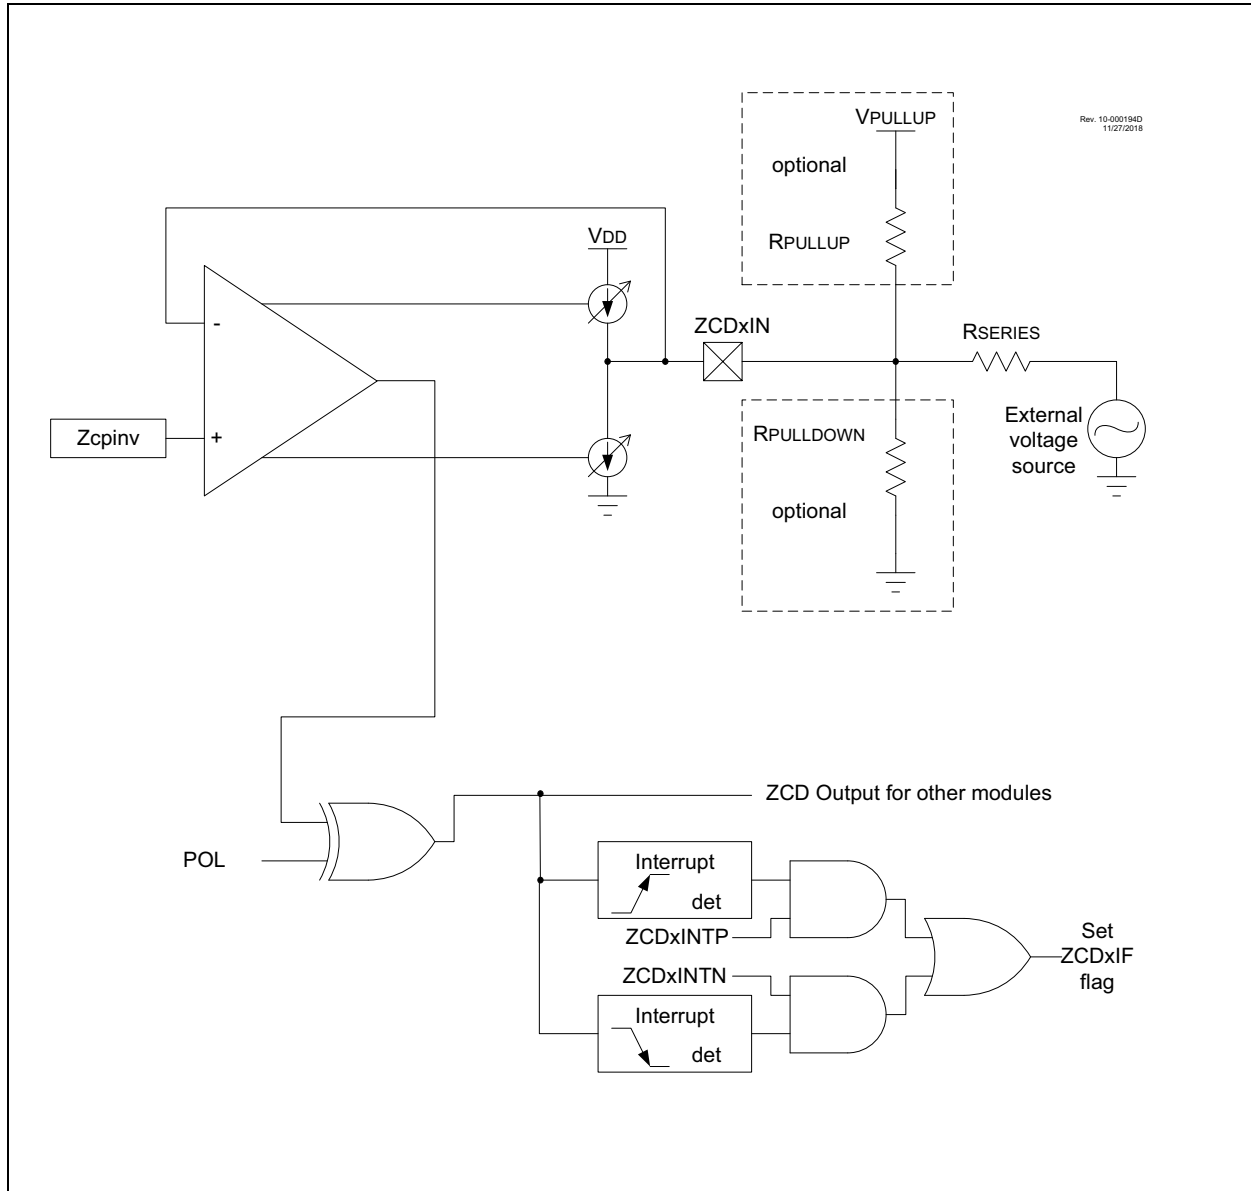 VPULLUP
Rev. 10-000194D
11/27/2018
optional
RPULLUP
VDD
-
ZCDxIN
RSERIES
Zcpinv
+
RPULLDOWN
External
voltage
source
optional
ZCD Output for other modules
POL
Interrupt
det
ZCDxINTP
Set
ZCDxIF
flag
ZCDxINTN
Interrupt
det